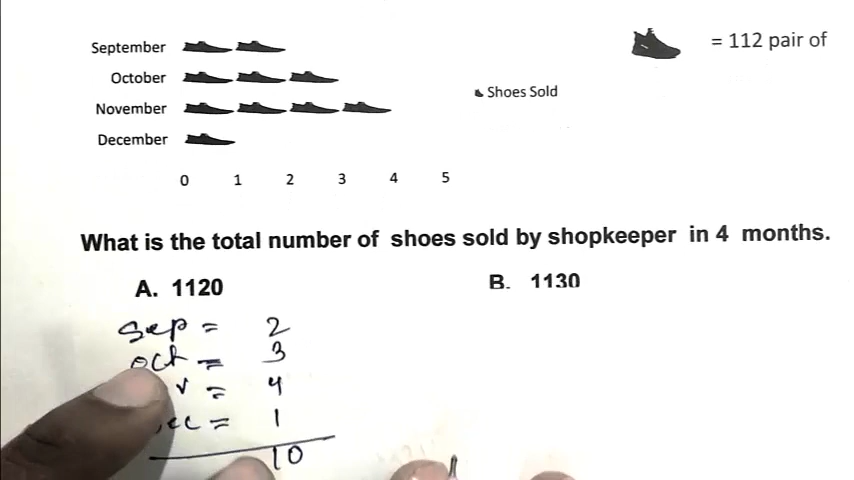 September
= 112 pair of
October
Shoes Sold
November
December
0 1 2 3 4 5
What is the total number of shoes sold by shopkeeper in 4 months.
A. 1120
B. 1130
Sep = 2
oct = 3
v = 4
ec = 1
10